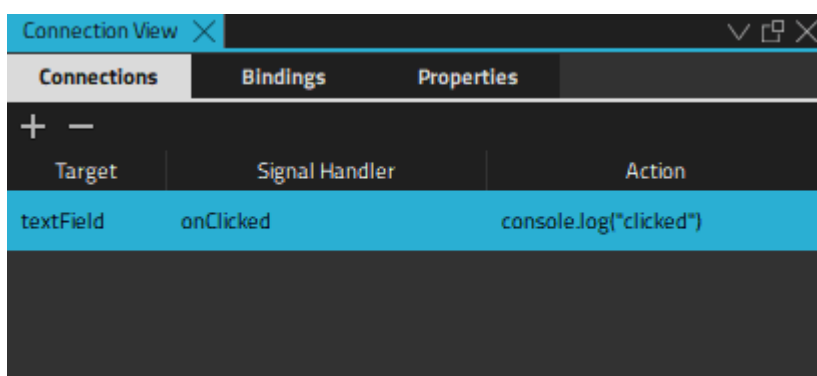 Connection View
Connections Bindings Properties
Target Signal Handler Action
textField onClicked console.log("clicked")